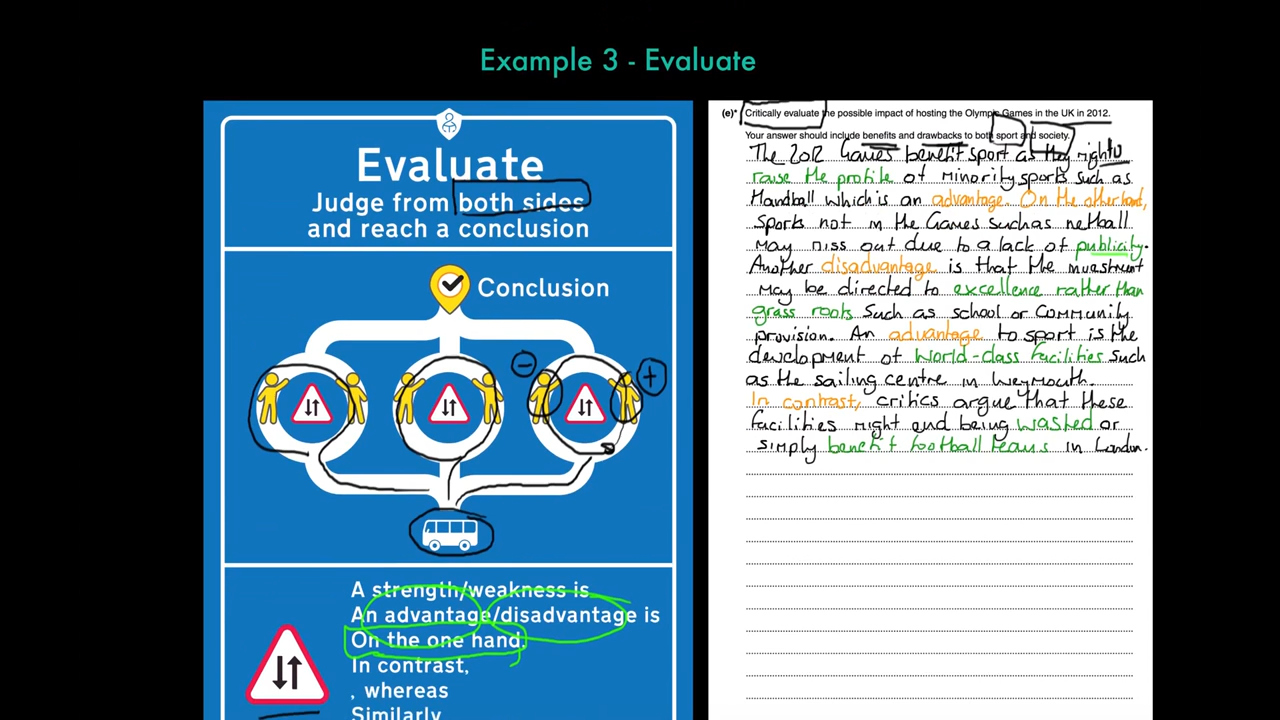 Example 3 - Evaluate
Evaluate
Judge from both sides
and reach a conclusion
Conclusion
-
+
A strength/weakness is
An advantage/disadvantage is
On the one hand,
In contrast,
, whereas
Similarly
(e)* Critically evaluate the possible impact of hosting the Olympic Games in the UK in 2012.
Your answer should include benefits and drawbacks to both sport and society.
The 2012 Games benefit sport as they might
raise the profile of minority sports such as
Handball which is an advantage. On the other hand,
Sports not in the Games such as netball
may miss out due to a lack of publicity.
Another disadvantage is that the investment
may be directed to excellence rather than
grass roots such as school or community
provision. An advantage to sport is the
development of world-class facilities such
as the sailing centre in Weymouth.
In contrast, critics argue that these
facilities might end being wasted or
simply benefit football teams in London.